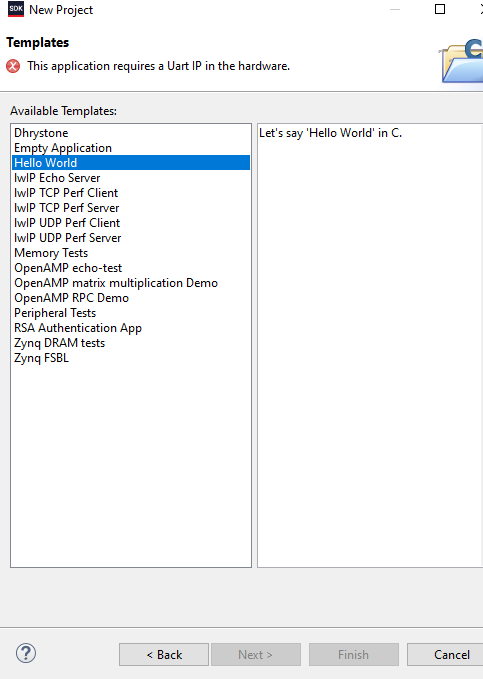 SDK New Project
Templates
This application requires a Uart IP in the hardware.
Available Templates:
Dhrystone
Empty Application
Hello World
lwIP Echo Server
lwIP TCP Perf Client
lwIP TCP Perf Server
lwIP UDP Perf Client
lwIP UDP Perf Server
Memory Tests
OpenAMP echo-test
OpenAMP matrix multiplication Demo
OpenAMP RPC Demo
Peripheral Tests
RSA Authentication App
Zynq DRAM tests
Zynq FSBL
Let's say 'Hello World' in C.
? < Back Next > Finish Cancel